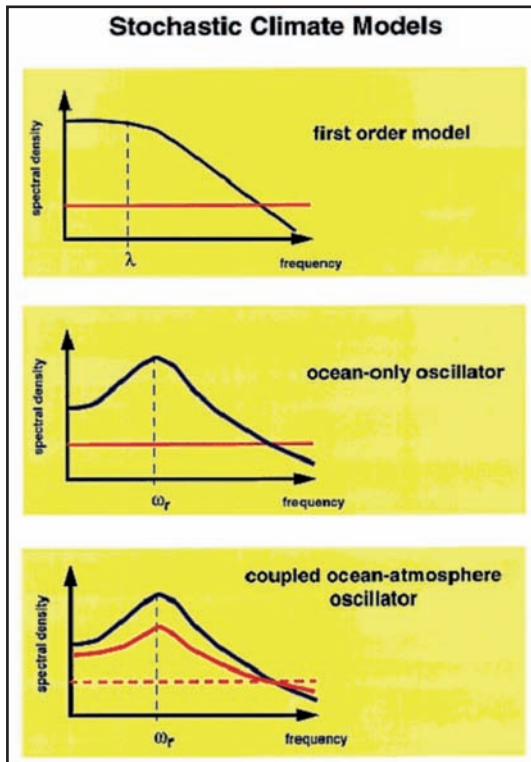 Stochastic Climate Models
spectral density
first order model
λ
frequency
spectral density
ocean-only oscillator
ωr
frequency
spectral density
coupled ocean-atmosphere
oscillator
ωr
frequency